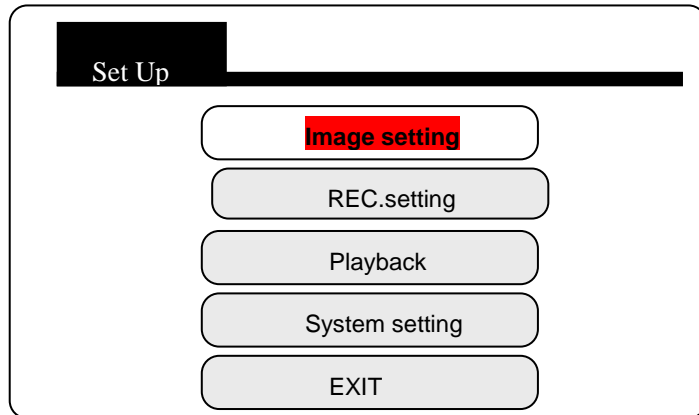 Set Up
Image setting
REC.setting
Playback
System setting
EXIT